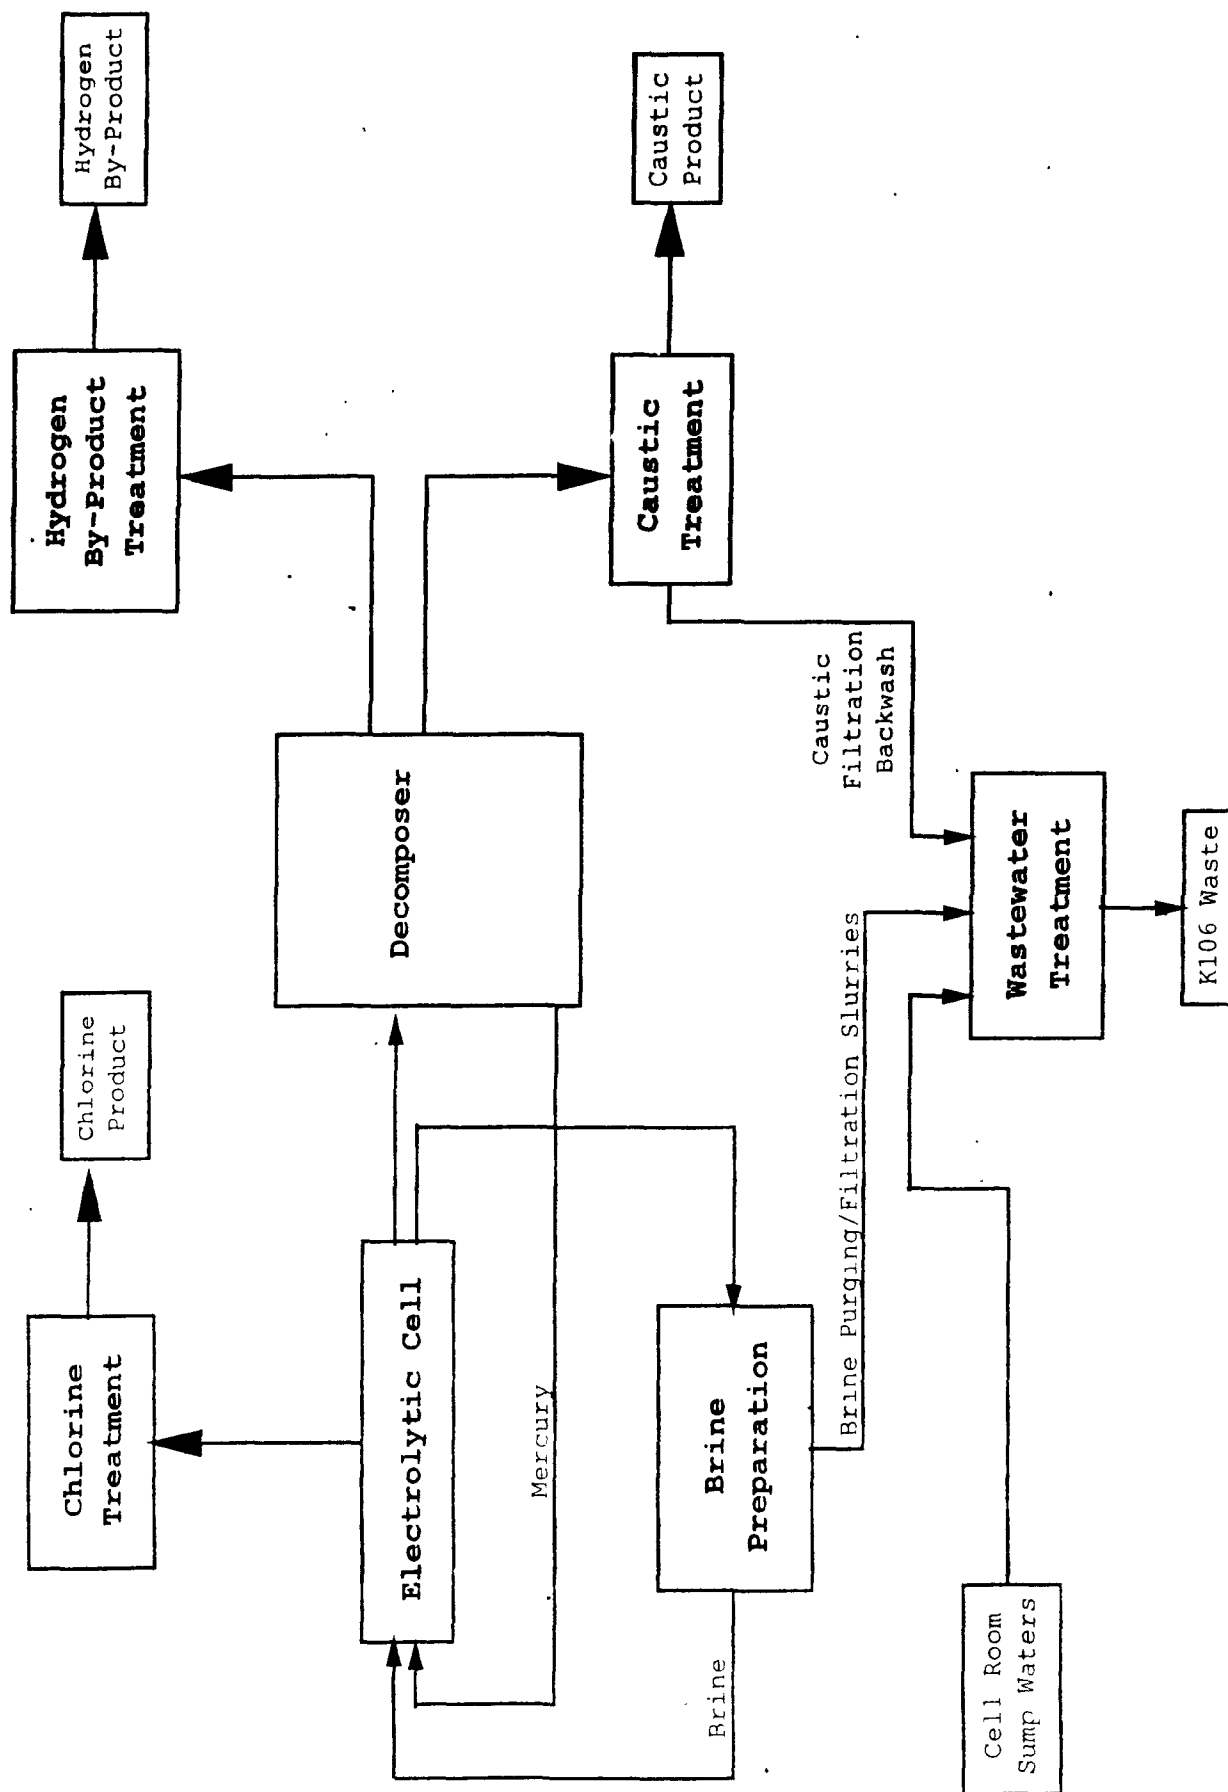 Hydrogen
By-Product
Hydrogen
By-Product
Treatment
Caustic
Product
Caustic
Treatment
Chlorine
Product
Chlorine
Treatment
Decomposer
Electrolytic Cell
Mercury
Brine
Preparation
Brine
Caustic
Filtration
Backwash
Brine Purging/Filtration Slurries
Wastewater
Treatment
K106 Waste
Cell Room
Sump Waters